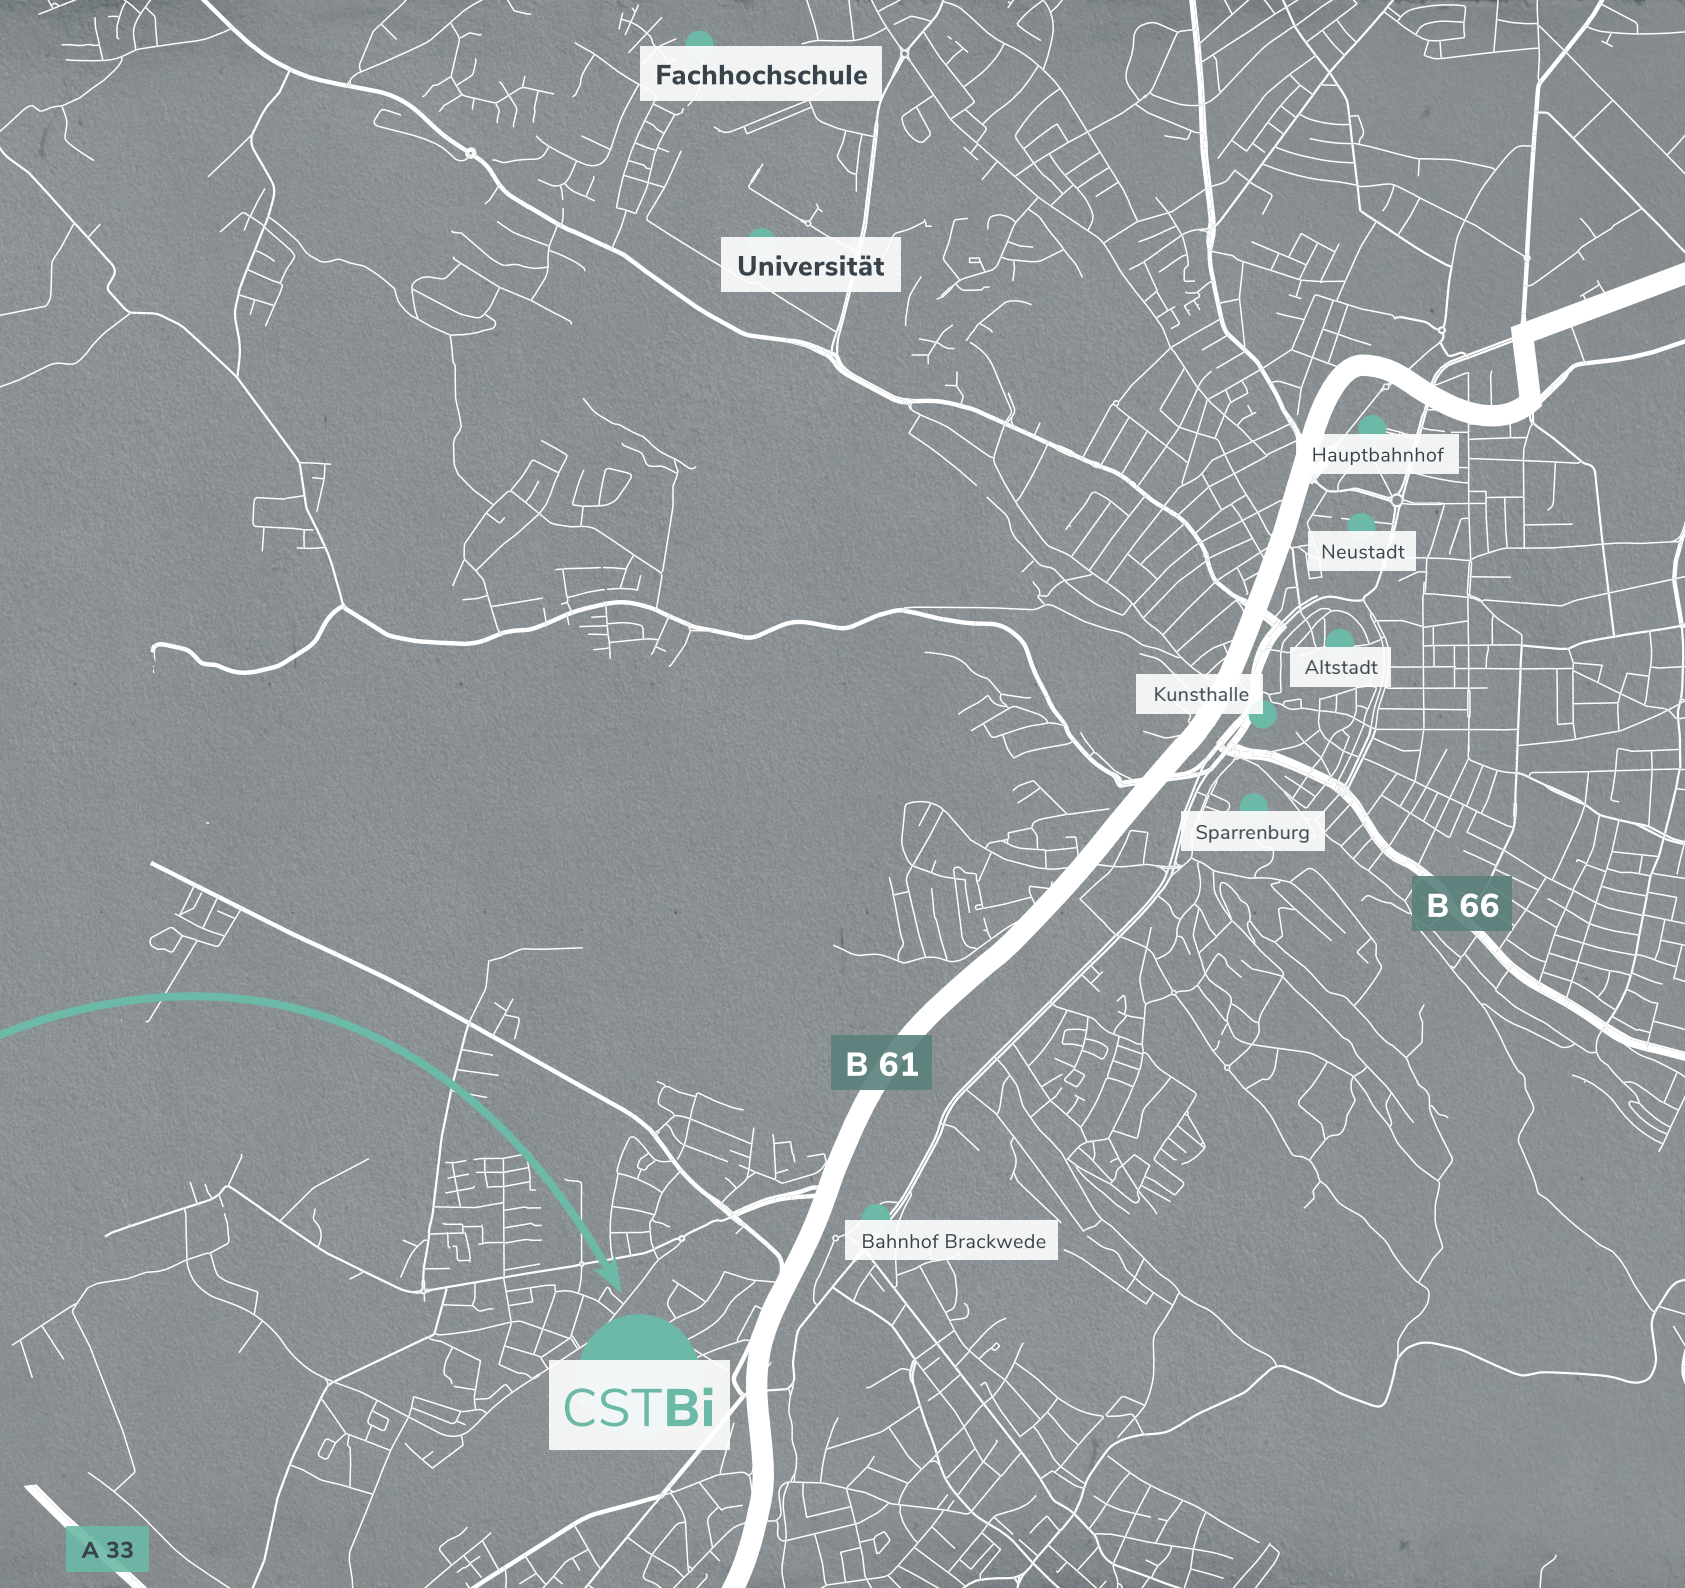 Fachhochschule
Universität
Hauptbahnhof
Neustadt
Altstadt
Kunsthalle
Sparrenburg
B 66
B 61
Bahnhof Brackwede
CSTBi
A 33